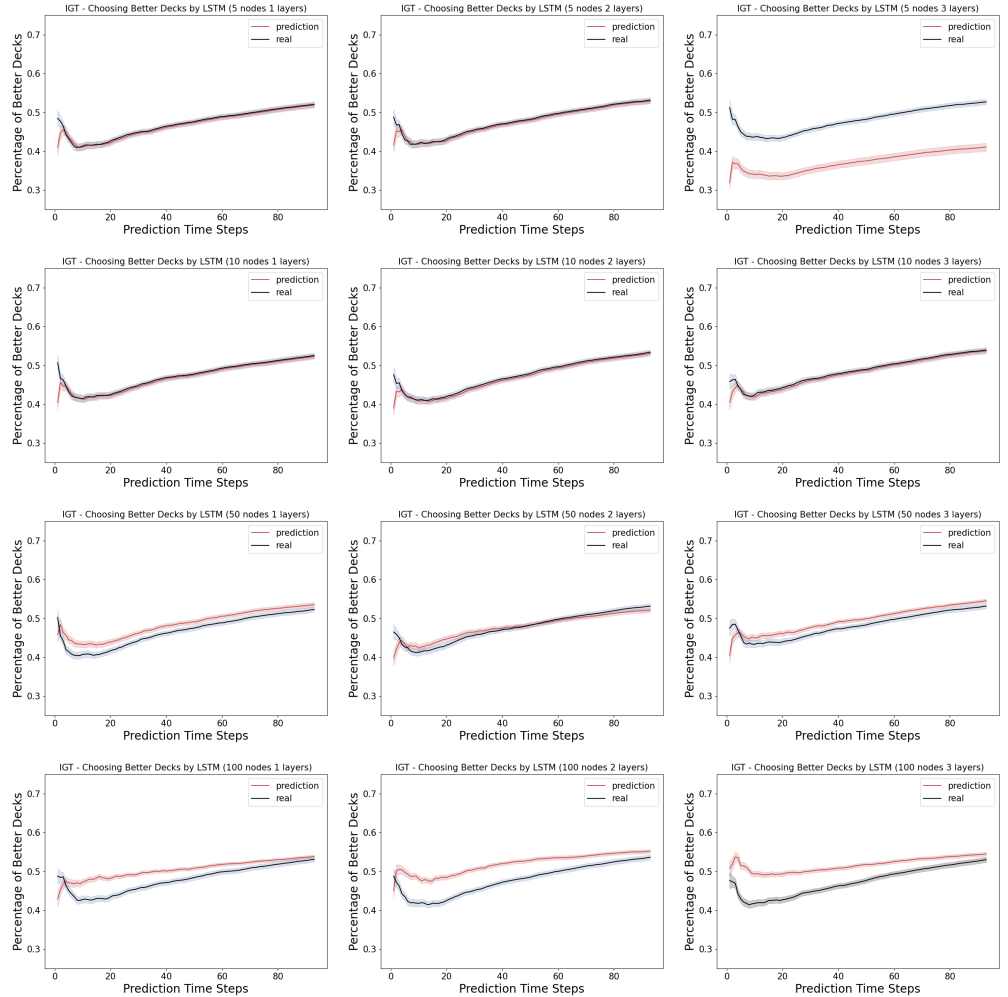 IGT - Choosing Better Decks by LSTM (5 nodes 1 layers)
Percentage of Better Decks
0.7
0.6
0.5
0.4
0.3
prediction
real
0 20 40 60 80
Prediction Time Steps
IGT - Choosing Better Decks by LSTM (5 nodes 2 layers)
Percentage of Better Decks
0.7
0.6
0.5
0.4
0.3
prediction
real
0 20 40 60 80
Prediction Time Steps
IGT - Choosing Better Decks by LSTM (5 nodes 3 layers)
Percentage of Better Decks
0.7
0.6
0.5
0.4
0.3
prediction
real
0 20 40 60 80
Prediction Time Steps
IGT - Choosing Better Decks by LSTM (10 nodes 1 layers)
Percentage of Better Decks
0.7
0.6
0.5
0.4
0.3
prediction
real
0 20 40 60 80
Prediction Time Steps
IGT - Choosing Better Decks by LSTM (10 nodes 2 layers)
Percentage of Better Decks
0.7
0.6
0.5
0.4
0.3
prediction
real
0 20 40 60 80
Prediction Time Steps
IGT - Choosing Better Decks by LSTM (10 nodes 3 layers)
Percentage of Better Decks
0.7
0.6
0.5
0.4
0.3
prediction
real
0 20 40 60 80
Prediction Time Steps
IGT - Choosing Better Decks by LSTM (50 nodes 1 layers)
Percentage of Better Decks
0.7
0.6
0.5
0.4
0.3
prediction
real
0 20 40 60 80
Prediction Time Steps
IGT - Choosing Better Decks by LSTM (50 nodes 2 layers)
Percentage of Better Decks
0.7
0.6
0.5
0.4
0.3
prediction
real
0 20 40 60 80
Prediction Time Steps
IGT - Choosing Better Decks by LSTM (50 nodes 3 layers)
Percentage of Better Decks
0.7
0.6
0.5
0.4
0.3
prediction
real
0 20 40 60 80
Prediction Time Steps
IGT - Choosing Better Decks by LSTM (100 nodes 1 layers)
Percentage of Better Decks
0.7
0.6
0.5
0.4
0.3
prediction
real
0 20 40 60 80
Prediction Time Steps
IGT - Choosing Better Decks by LSTM (100 nodes 2 layers)
Percentage of Better Decks
0.7
0.6
0.5
0.4
0.3
prediction
real
0 20 40 60 80
Prediction Time Steps
IGT - Choosing Better Decks by LSTM (100 nodes 3 layers)
Percentage of Better Decks
0.7
0.6
0.5
0.4
0.3
prediction
real
0 20 40 60 80
Prediction Time Steps